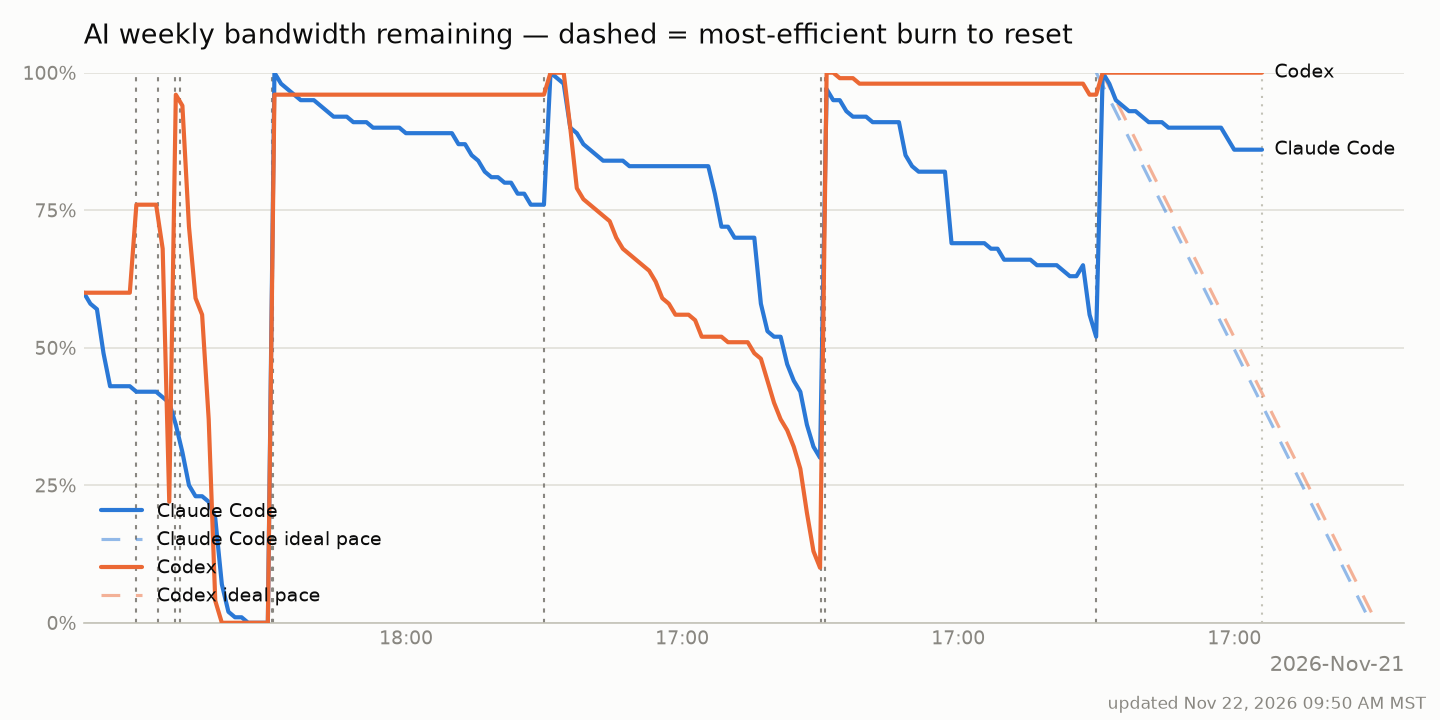 AI weekly bandwidth remaining — dashed = most-efficient burn to reset
100%
75%
50%
25%
0%
Codex
Claude Code
Claude Code
Claude Code ideal pace
Codex
Codex ideal pace
18:00
17:00
17:00
17:00
2026-Nov-21
updated Nov 22, 2026 09:50 AM MST